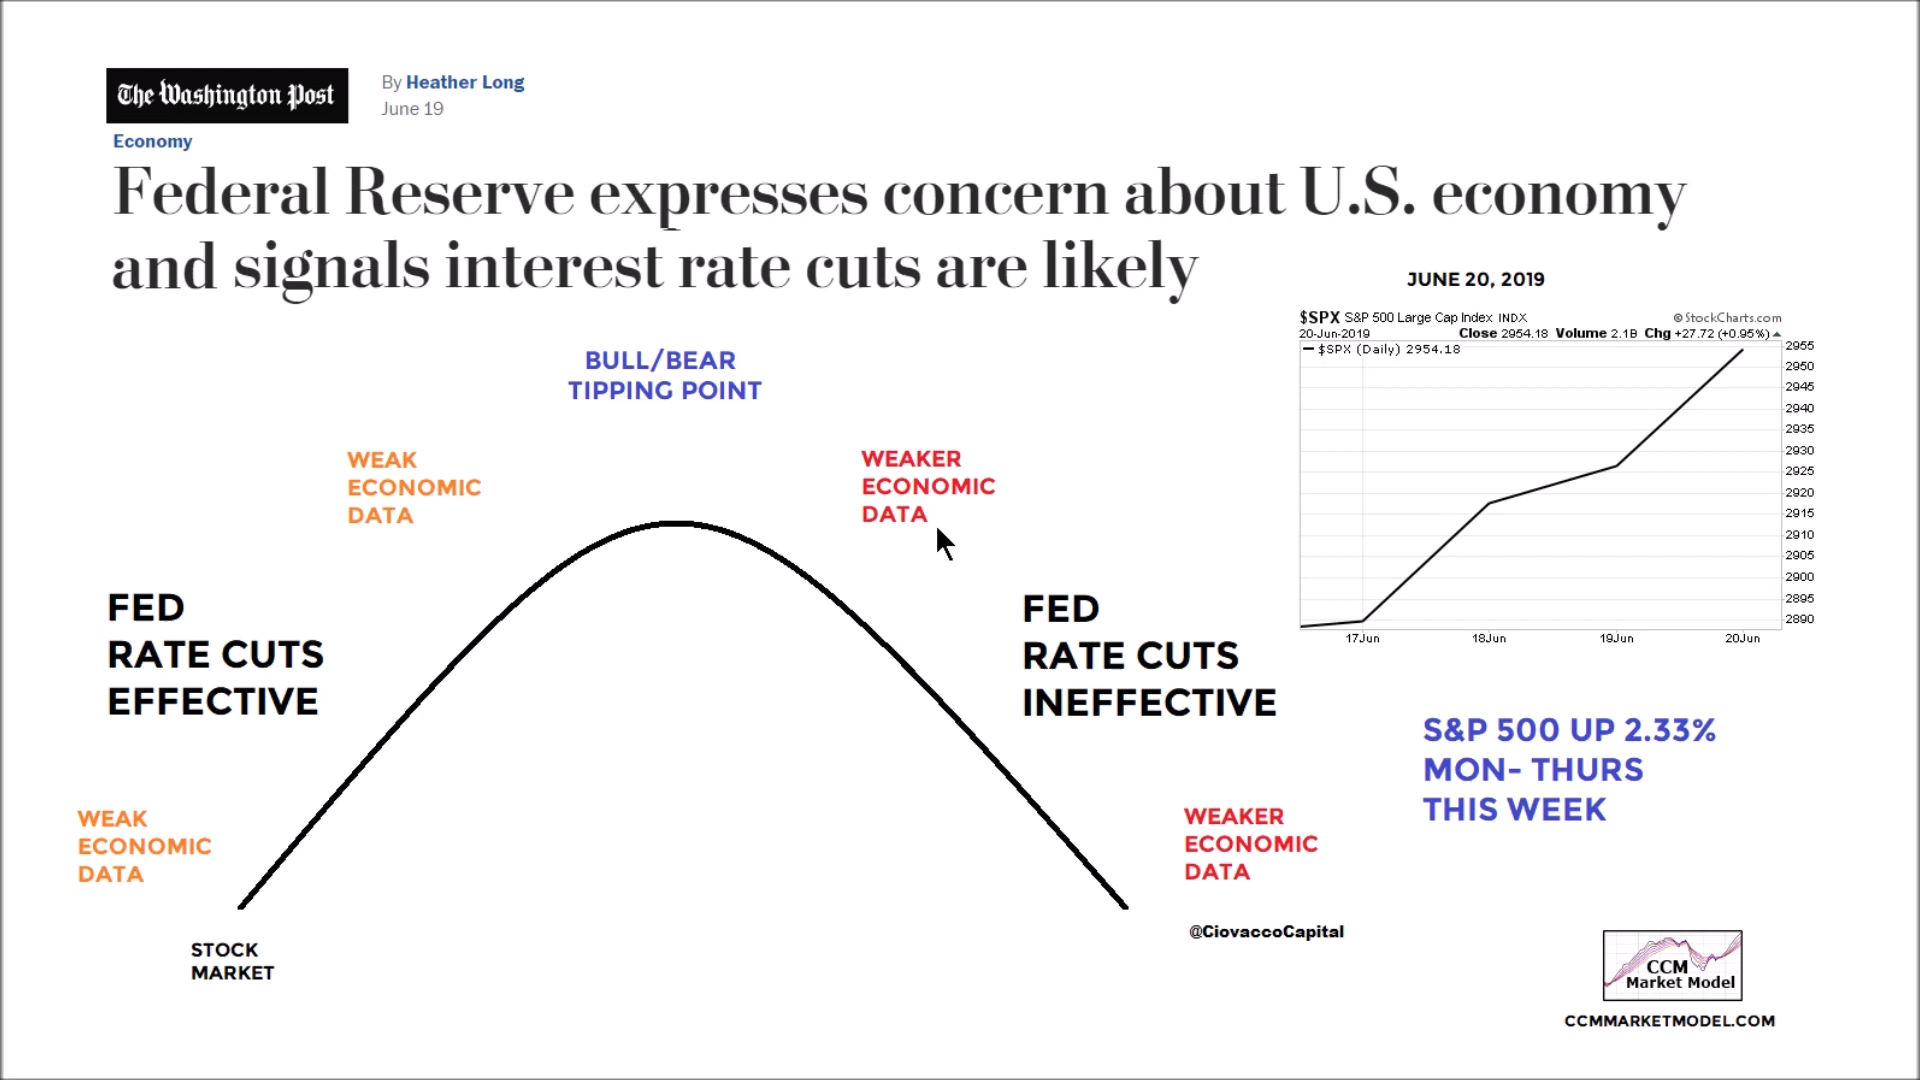 The Washington Post
By Heather Long
June 19
Economy
Federal Reserve expresses concern about U.S. economy
and signals interest rate cuts are likely
JUNE 20, 2019
$SPX S&P 500 Large Cap Index INDX
© StockCharts.com
20-Jun-2019
Close 2954.18 Volume 2.1B Chg +27.72 (+0.95%)
$SPX (Daily) 2954.18
2955
2950
2945
2940
2935
2930
2925
2920
2915
2910
2905
2900
2895
2890
17Jun
18Jun
19Jun
20Jun
BULL/BEAR
TIPPING POINT
WEAK
ECONOMIC
DATA
WEAKER
ECONOMIC
DATA
FED
RATE CUTS
EFFECTIVE
FED
RATE CUTS
INEFFECTIVE
S&P 500 UP 2.33%
MON- THURS
THIS WEEK
WEAK
ECONOMIC
DATA
WEAKER
ECONOMIC
DATA
STOCK
MARKET
@CiovaccoCapital
CCM
Market Model
CCMMARKETMODEL.COM